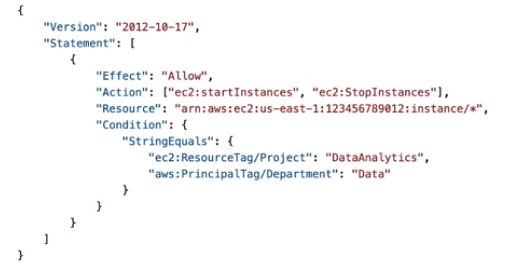 {
    "Version": "2012-10-17",
    "Statement": [
        {
            "Effect": "Allow",
            "Action": ["ec2:startInstances", "ec2:StopInstances"],
            "Resource": "arn:aws:ec2:us-east-1:123456789012:instance/*",
            "Condition": {
                "StringEquals": {
                    "ec2:ResourceTag/Project": "DataAnalytics",
                    "aws:PrincipalTag/Department": "Data"
                }
            }
        }
    ]
}